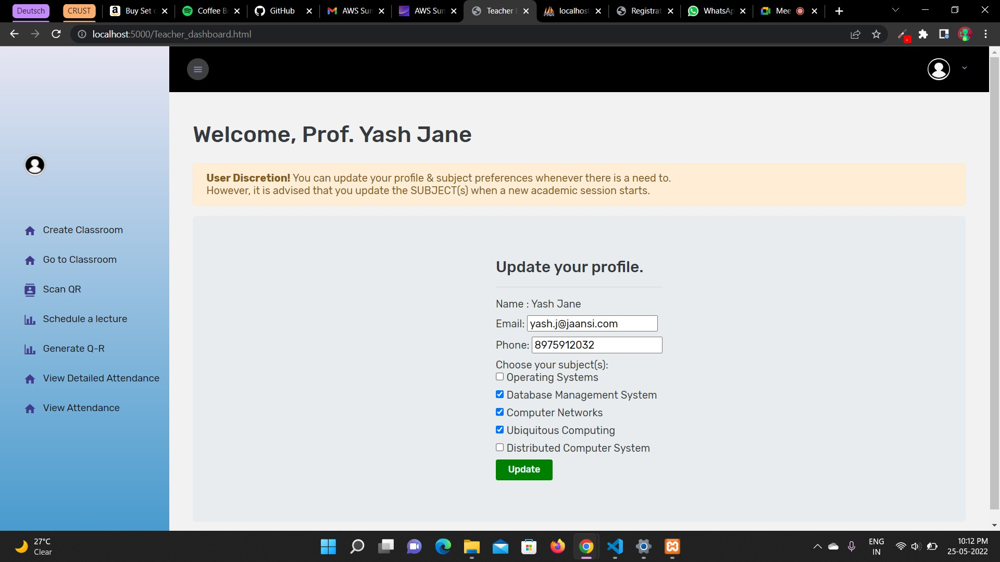 Deutsch
CRUST
Buy Set
Coffee B
GitHub
AWS Sum
AWS Sum
Teacher
localhost
Registrat
WhatsAp
Mee
localhost:5000/Teacher_dashboard.html
Welcome, Prof. Yash Jane
User Discretion! You can update your profile & subject preferences whenever there is a need to.
However, it is advised that you update the SUBJECT(s) when a new academic session starts.
Create Classroom
Go to Classroom
Scan QR
Schedule a lecture
Generate Q-R
View Detailed Attendance
View Attendance
Update your profile.
Name : Yash Jane
Email: yash.j@jaansi.com
Phone: 8975912032
Choose your subject(s):
Operating Systems
Database Management System
Computer Networks
Ubiquitous Computing
Distributed Computer System
Update
27°C
Clear
ENG
IN
10:12 PM
25-05-2022